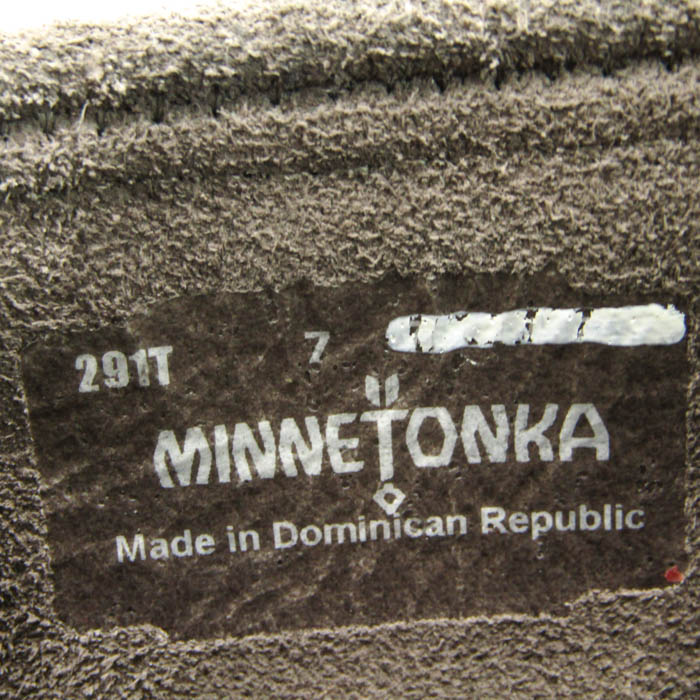 291T 7
MINNETONKA
Made in Dominican Republic